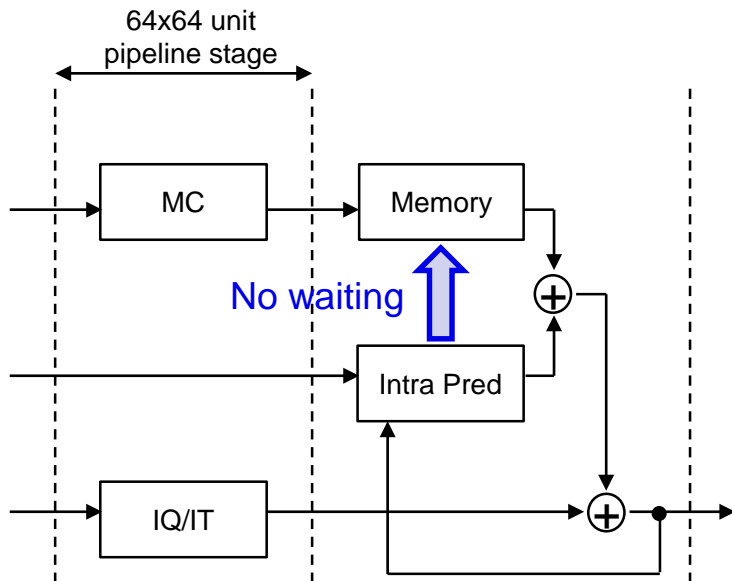 64x64 unit
pipeline stage
MC
Memory
No waiting
Intra Pred
IQ/IT